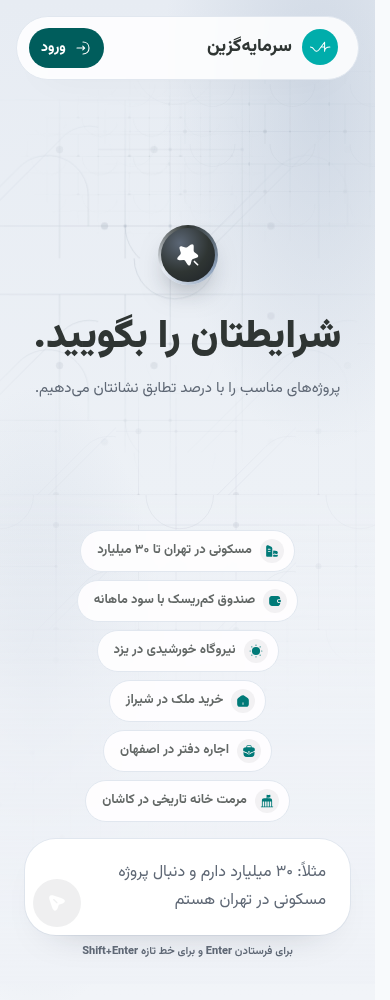 سرمایه‌گزین
ورود
شرایطتان را بگویید.
پروژه‌های مناسب را با درصد تطابق نشانتان می‌دهیم.
مسکونی در تهران تا ۳۰ میلیارد
صندوق کم‌ریسک با سود ماهانه
نیروگاه خورشیدی در یزد
خرید ملک در شیراز
اجاره دفتر در اصفهان
مرمت خانه تاریخی در کاشان
مثلاً: ۳۰ میلیارد دارم و دنبال پروژه
مسکونی در تهران هستم
برای فرستادن Enter و برای خط تازه Shift+Enter